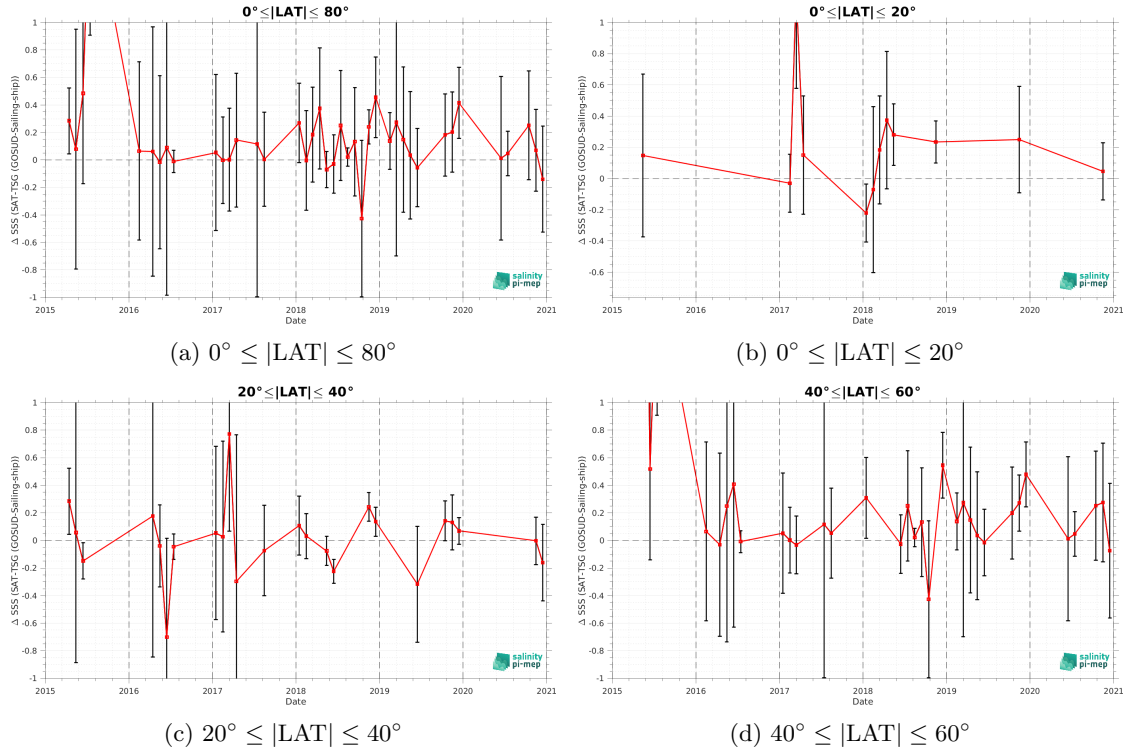 0°≤|LAT|≤ 80°
Δ SSS (SAT-TSG (GOSUD-Sailing-ship))
1
0.8
0.6
0.4
0.2
0
-0.2
-0.4
-0.6
-0.8
-1
2015 2016 2017 2018 2019 2020 2021
Date
salinity
pi-mep
(a) 0° ≤ |LAT| ≤ 80°
0°≤|LAT|≤ 20°
Δ SSS (SAT-TSG (GOSUD-Sailing-ship))
1
0.8
0.6
0.4
0.2
0
-0.2
-0.4
-0.6
2015 2016 2017 2018 2019 2020 2021
Date
salinity
pi-mep
(b) 0° ≤ |LAT| ≤ 20°
20°≤|LAT|≤ 40°
Δ SSS (SAT-TSG (GOSUD-Sailing-ship))
1
0.8
0.6
0.4
0.2
0
-0.2
-0.4
-0.6
-0.8
-1
2015 2016 2017 2018 2019 2020 2021
Date
salinity
pi-mep
(c) 20° ≤ |LAT| ≤ 40°
40°≤|LAT|≤ 60°
Δ SSS (SAT-TSG (GOSUD-Sailing-ship))
1
0.8
0.6
0.4
0.2
0
-0.2
-0.4
-0.6
-0.8
-1
2015 2016 2017 2018 2019 2020 2021
Date
salinity
pi-mep
(d) 40° ≤ |LAT| ≤ 60°